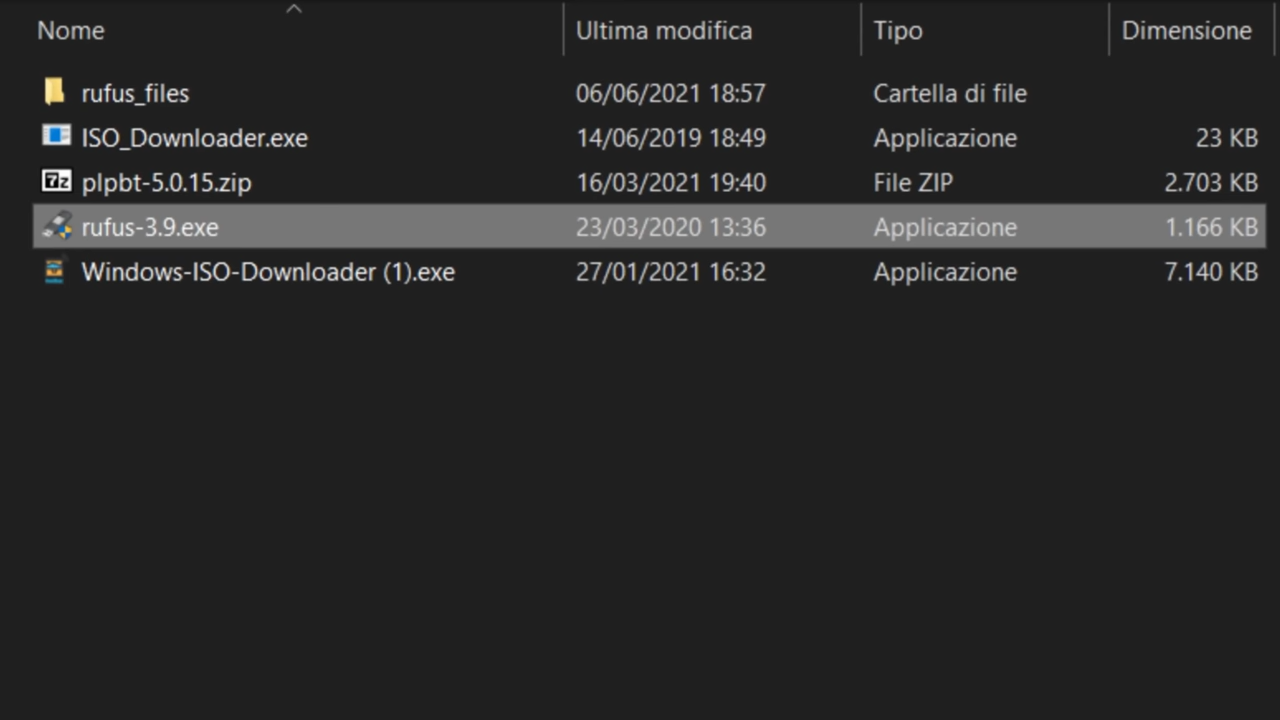 Nome Ultima modifica Tipo Dimensione
rufus_files 06/06/2021 18:57 Cartella di file
ISO_Downloader.exe 14/06/2019 18:49 Applicazione 23 KB
7z plpbt-5.0.15.zip 16/03/2021 19:40 File ZIP 2.703 KB
rufus-3.9.exe 23/03/2020 13:36 Applicazione 1.166 KB
Windows-ISO-Downloader (1).exe 27/01/2021 16:32 Applicazione 7.140 KB